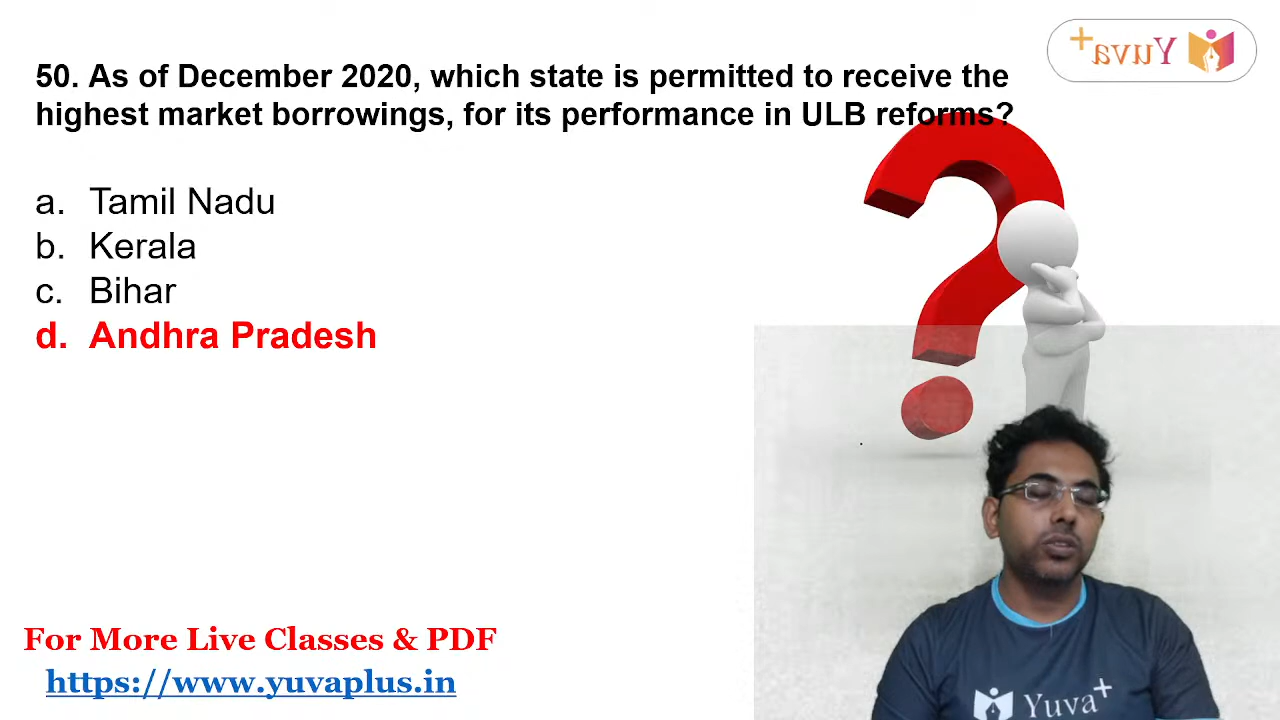 Yuva+
50. As of December 2020, which state is permitted to receive the
highest market borrowings, for its performance in ULB reforms?
a. Tamil Nadu
b. Kerala
c. Bihar
d. Andhra Pradesh
For More Live Classes & PDF
https://www.yuvaplus.in
Yuva+